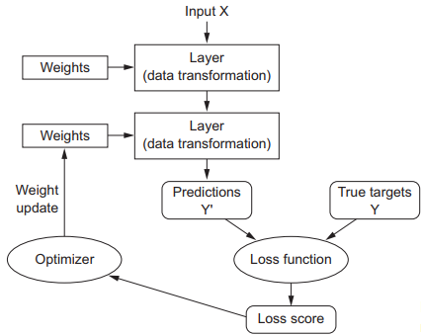 Input X
Layer
(data transformation)
Weights
Layer
(data transformation)
Weights
Weight
update
Predictions
Y'
True targets
Y
Optimizer
Loss function
Loss score